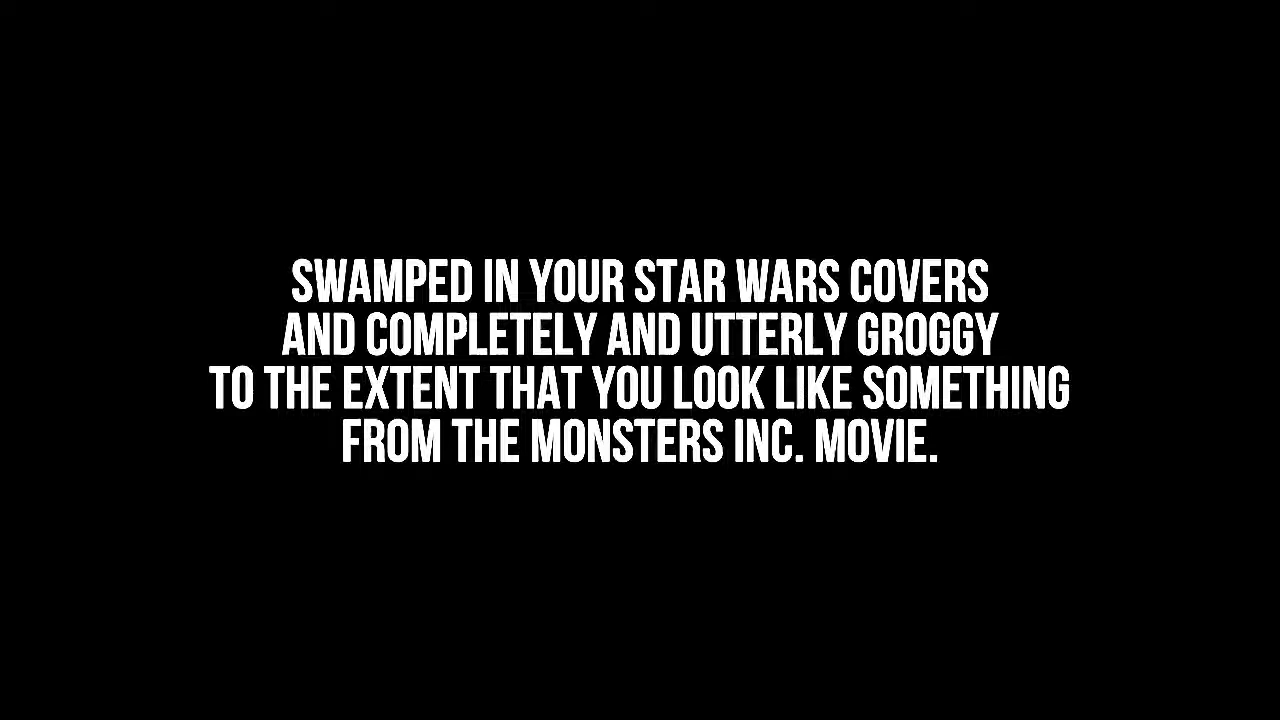 SWAMPED IN YOUR STAR WARS COVERS
AND COMPLETELY AND UTTERLY GROGGY
TO THE EXTENT THAT YOU LOOK LIKE SOMETHING
FROM THE MONSTERS INC. MOVIE.